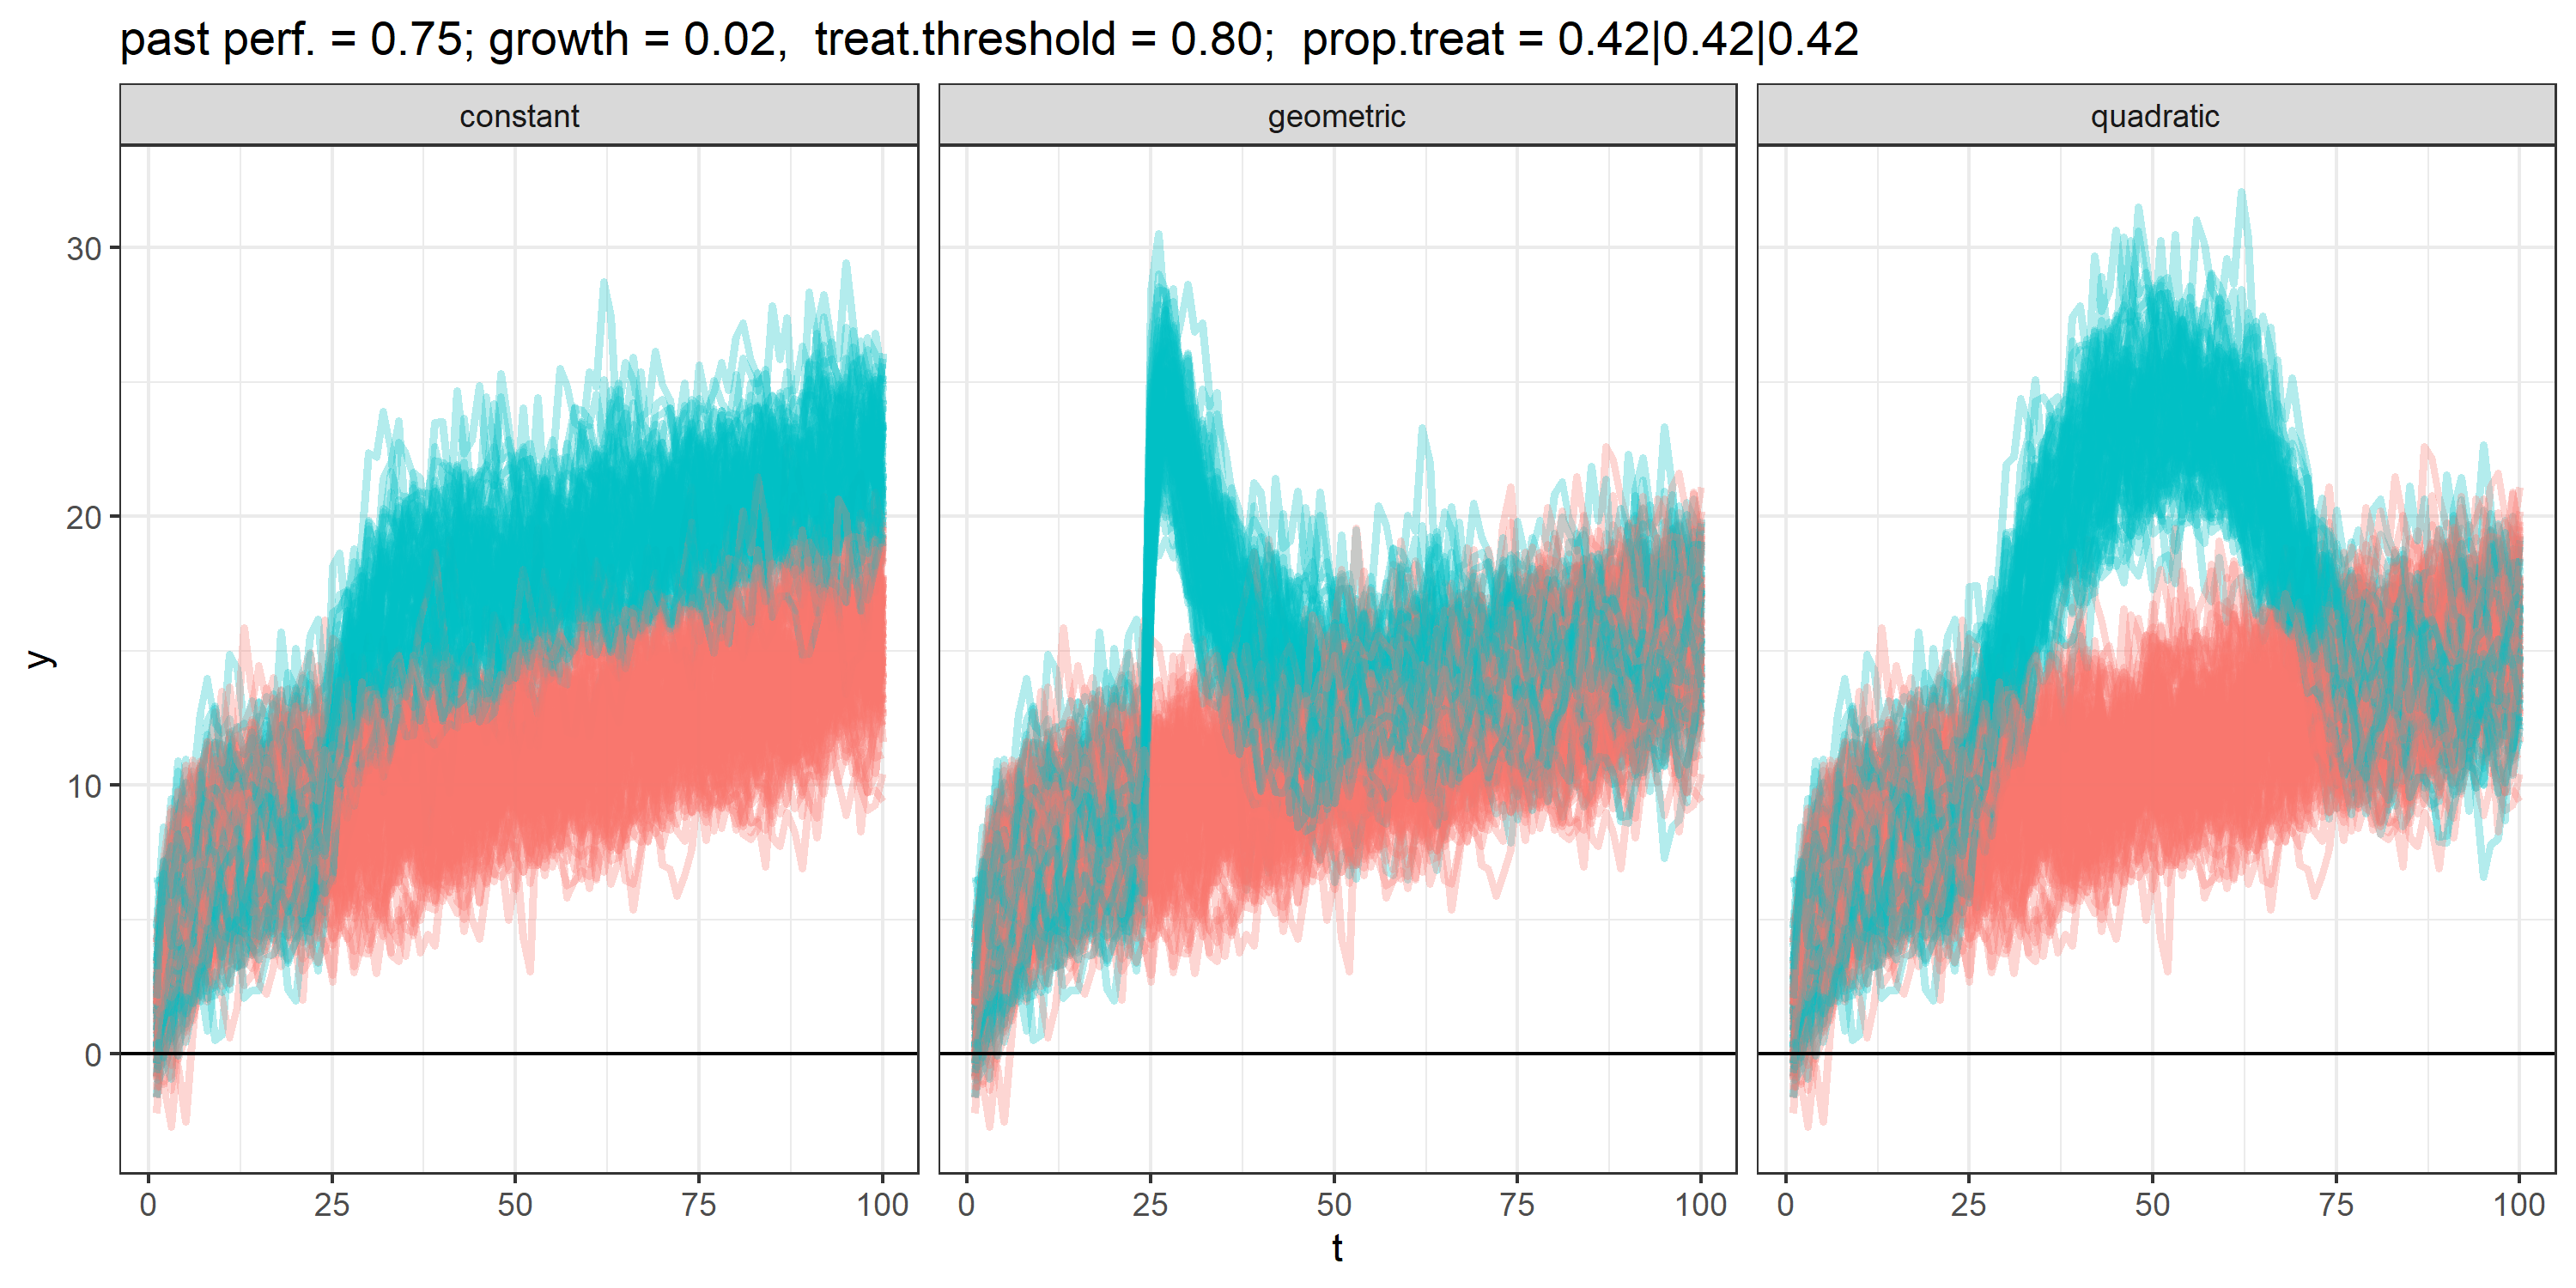 past perf. = 0.75; growth = 0.02,  treat.threshold = 0.80;  prop.treat = 0.42|0.42|0.42
constant
geometric
quadratic
30
20
10
0
y
0 25 50 75 100
0 25 50 75 100
0 25 50 75 100
t